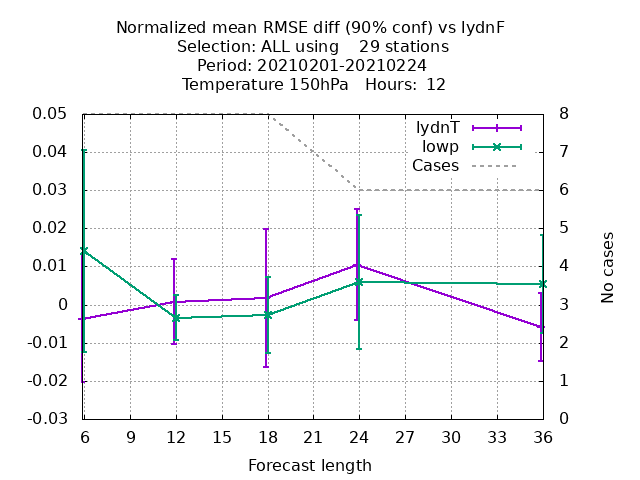 Normalized mean RMSE diff (90% conf) vs lydnF
Selection: ALL using    29 stations
Period: 20210201-20210224
Temperature 150hPa   Hours:  12
0.05
0.04
0.03
0.02
0.01
0
-0.01
-0.02
-0.03
8
7
6
5
4
3
2
1
0
lydnT
lowp
Cases
No cases
6 9 12 15 18 21 24 27 30 33 36
Forecast length